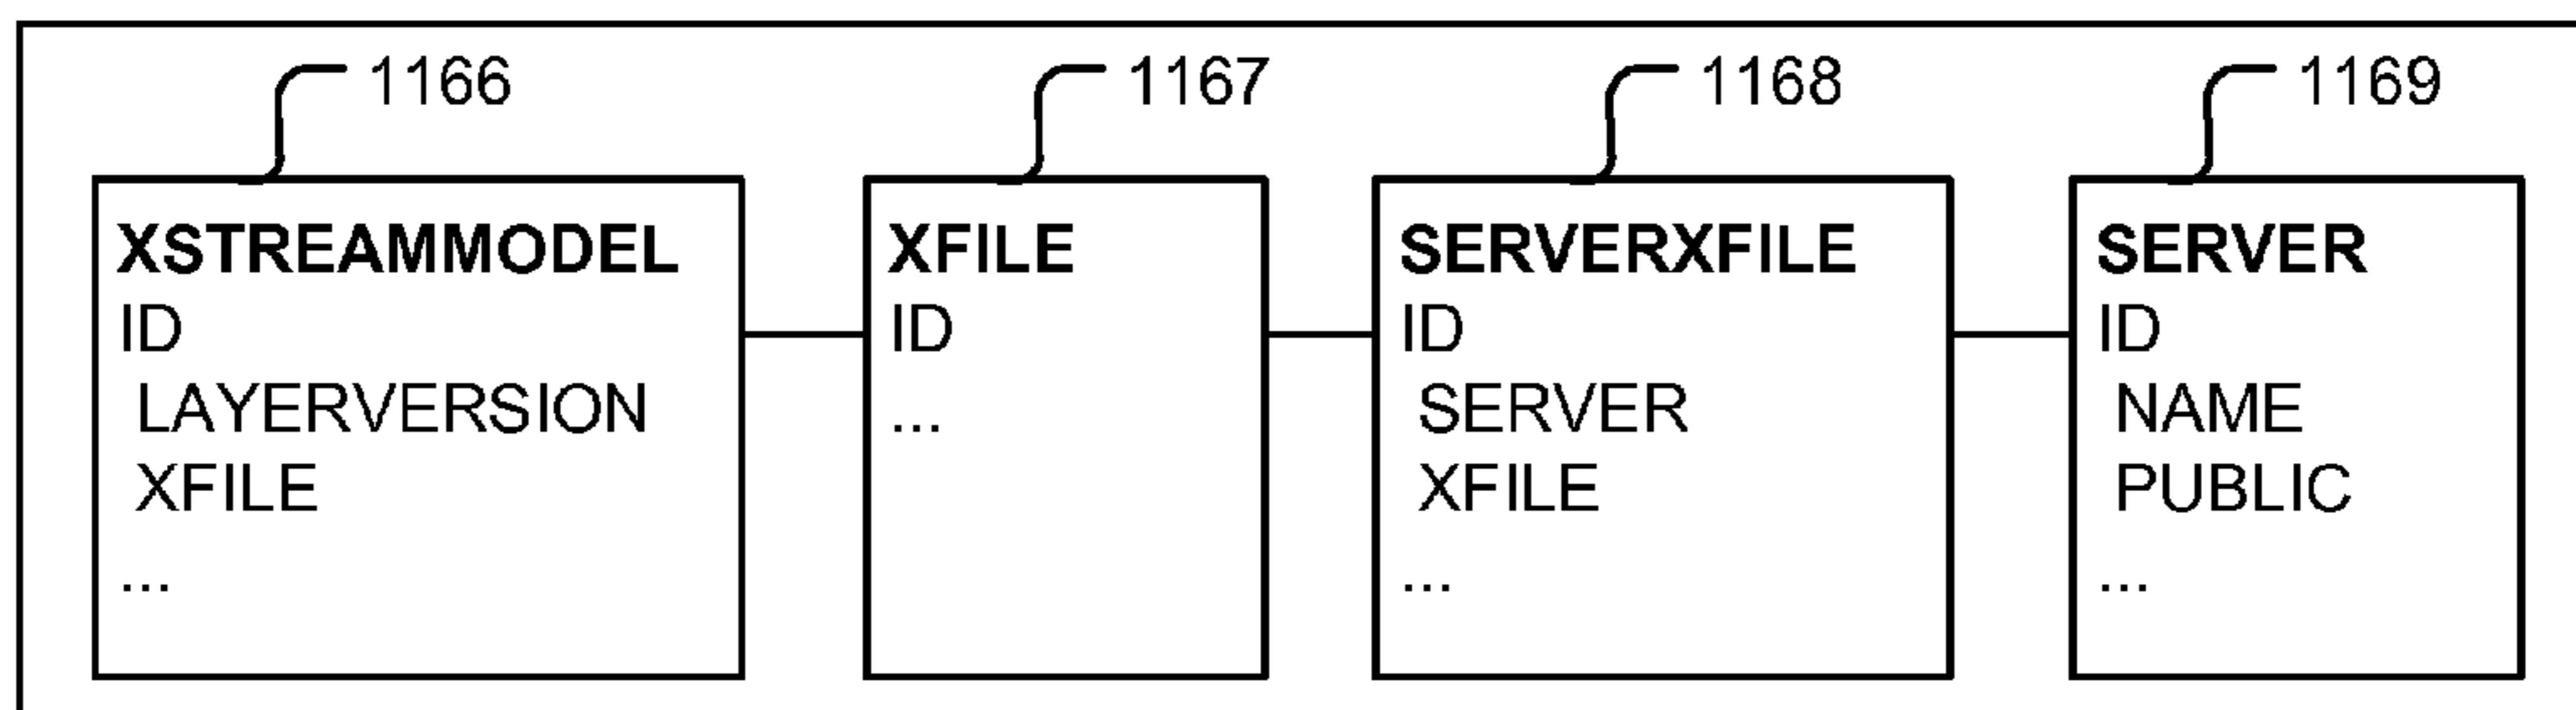 1166
1167
1168
1169
XSTREAMMODEL
ID
LAYERVERSION
XFILE
...
XFILE
ID
...
SERVERXFILE
ID
SERVER
XFILE
...
SERVER
ID
NAME
PUBLIC
...